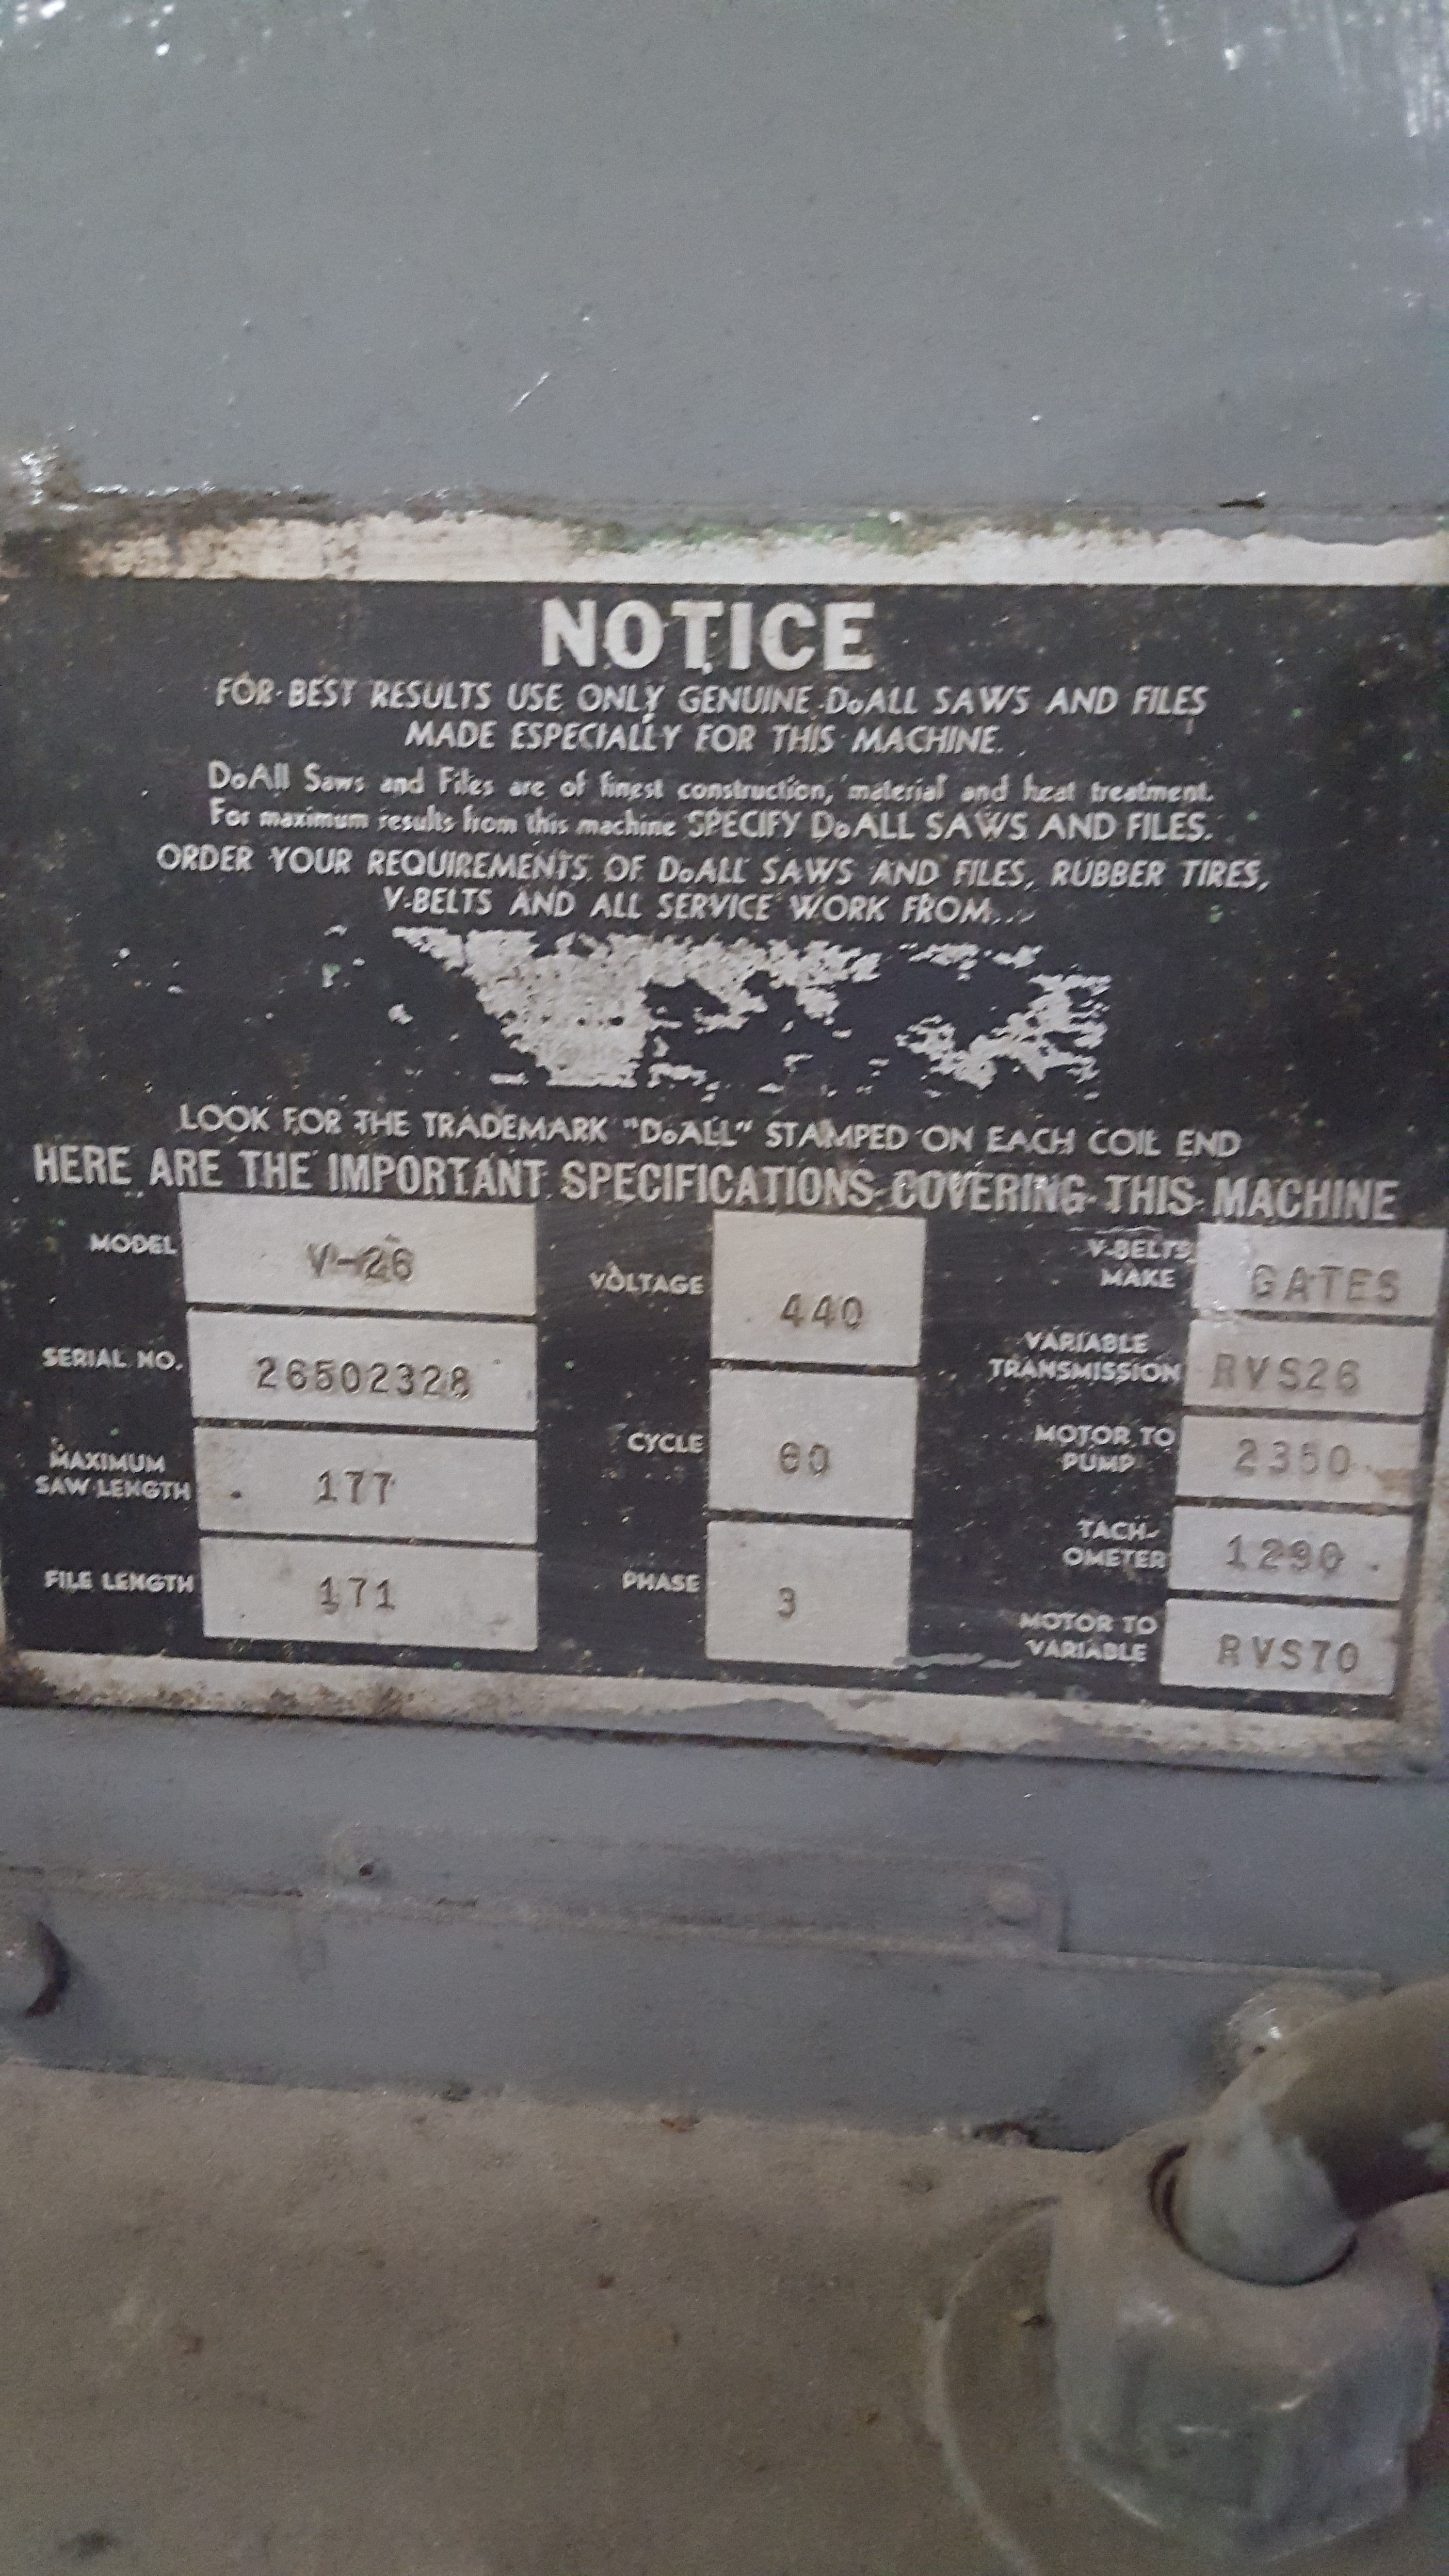 NOTICE
FOR BEST RESULTS USE ONLY GENUINE DoALL SAWS AND FILES
MADE ESPECIALLY FOR THIS MACHINE.
DoAll Saws and Files are of finest construction, material and heat treatment.
For maximum results from this machine SPECIFY DoALL SAWS AND FILES.
ORDER YOUR REQUIREMENTS OF DoALL SAWS AND FILES, RUBBER TIRES,
V-BELTS AND ALL SERVICE WORK FROM...
LOOK FOR THE TRADEMARK "DoALL" STAMPED ON EACH COIL END
HERE ARE THE IMPORTANT SPECIFICATIONS COVERING THIS MACHINE
MODEL V-26
SERIAL NO. 26502328
MAXIMUM
SAW LENGTH 177
FILE LENGTH 171
VOLTAGE 440
CYCLE 60
PHASE 3
V-BELTS
MAKE GATES
VARIABLE
TRANSMISSION RVS26
MOTOR TO
PUMP 2350
TACH-
OMETER 1290
MOTOR TO
VARIABLE RVS70